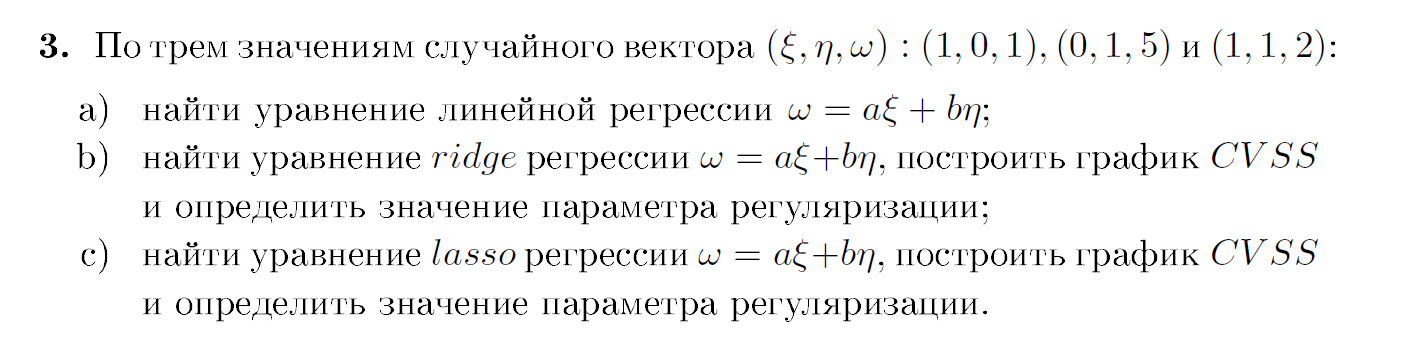 3. По трем значениям случайного вектора (ξ, η, ω) : (1, 0, 1), (0, 1, 5) и (1, 1, 2):
a) найти уравнение линейной регрессии ω = aξ + bη;
b) найти уравнение ridge регрессии ω = aξ+bη, построить график CVSS
и определить значение параметра регуляризации;
c) найти уравнение lasso регрессии ω = aξ+bη, построить график CVSS
и определить значение параметра регуляризации.